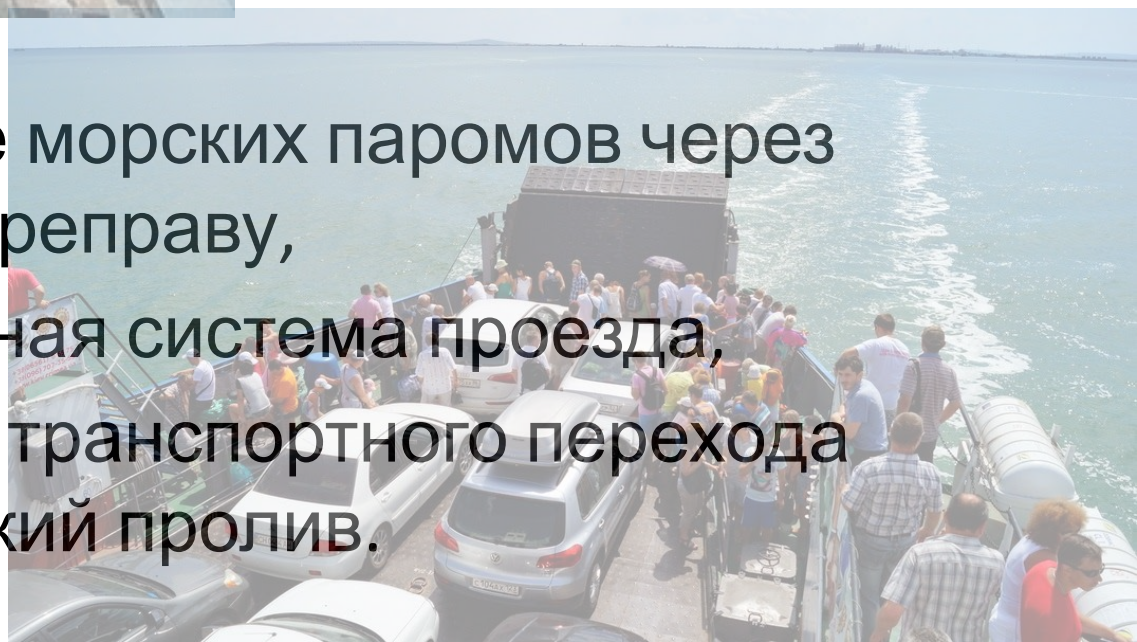 е морских паромов через
реправу,
ная система проезда,
транспортного перехода
кий пролив.